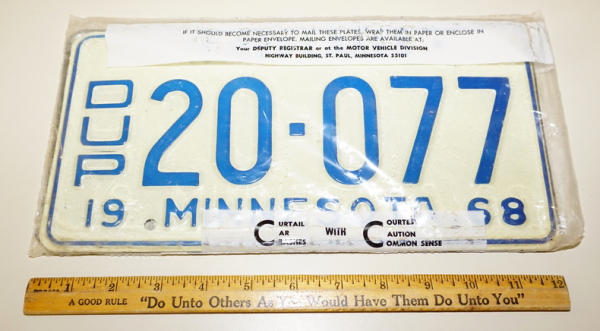 IF IT SHOULD BECOME NECESSARY TO MAIL THESE PLATES, WRAP THEM IN PAPER OR ENCLOSE IN
PAPER ENVELOPE. MAILING ENVELOPES ARE AVAILABLE AT:
Your DEPUTY REGISTRAR or at the MOTOR VEHICLE DIVISION
HIGHWAY BUILDING, ST. PAUL, MINNESOTA 55101
DUP
20-077
19 MINNESOTA 68
CURTAIL COURTESY
CAR WITH CAUTION
CRASHES COMMON SENSE
1 2 3 4 5 6 7 8 9 10 11 12
A GOOD RULE "Do Unto Others As You Would Have Them Do Unto You"